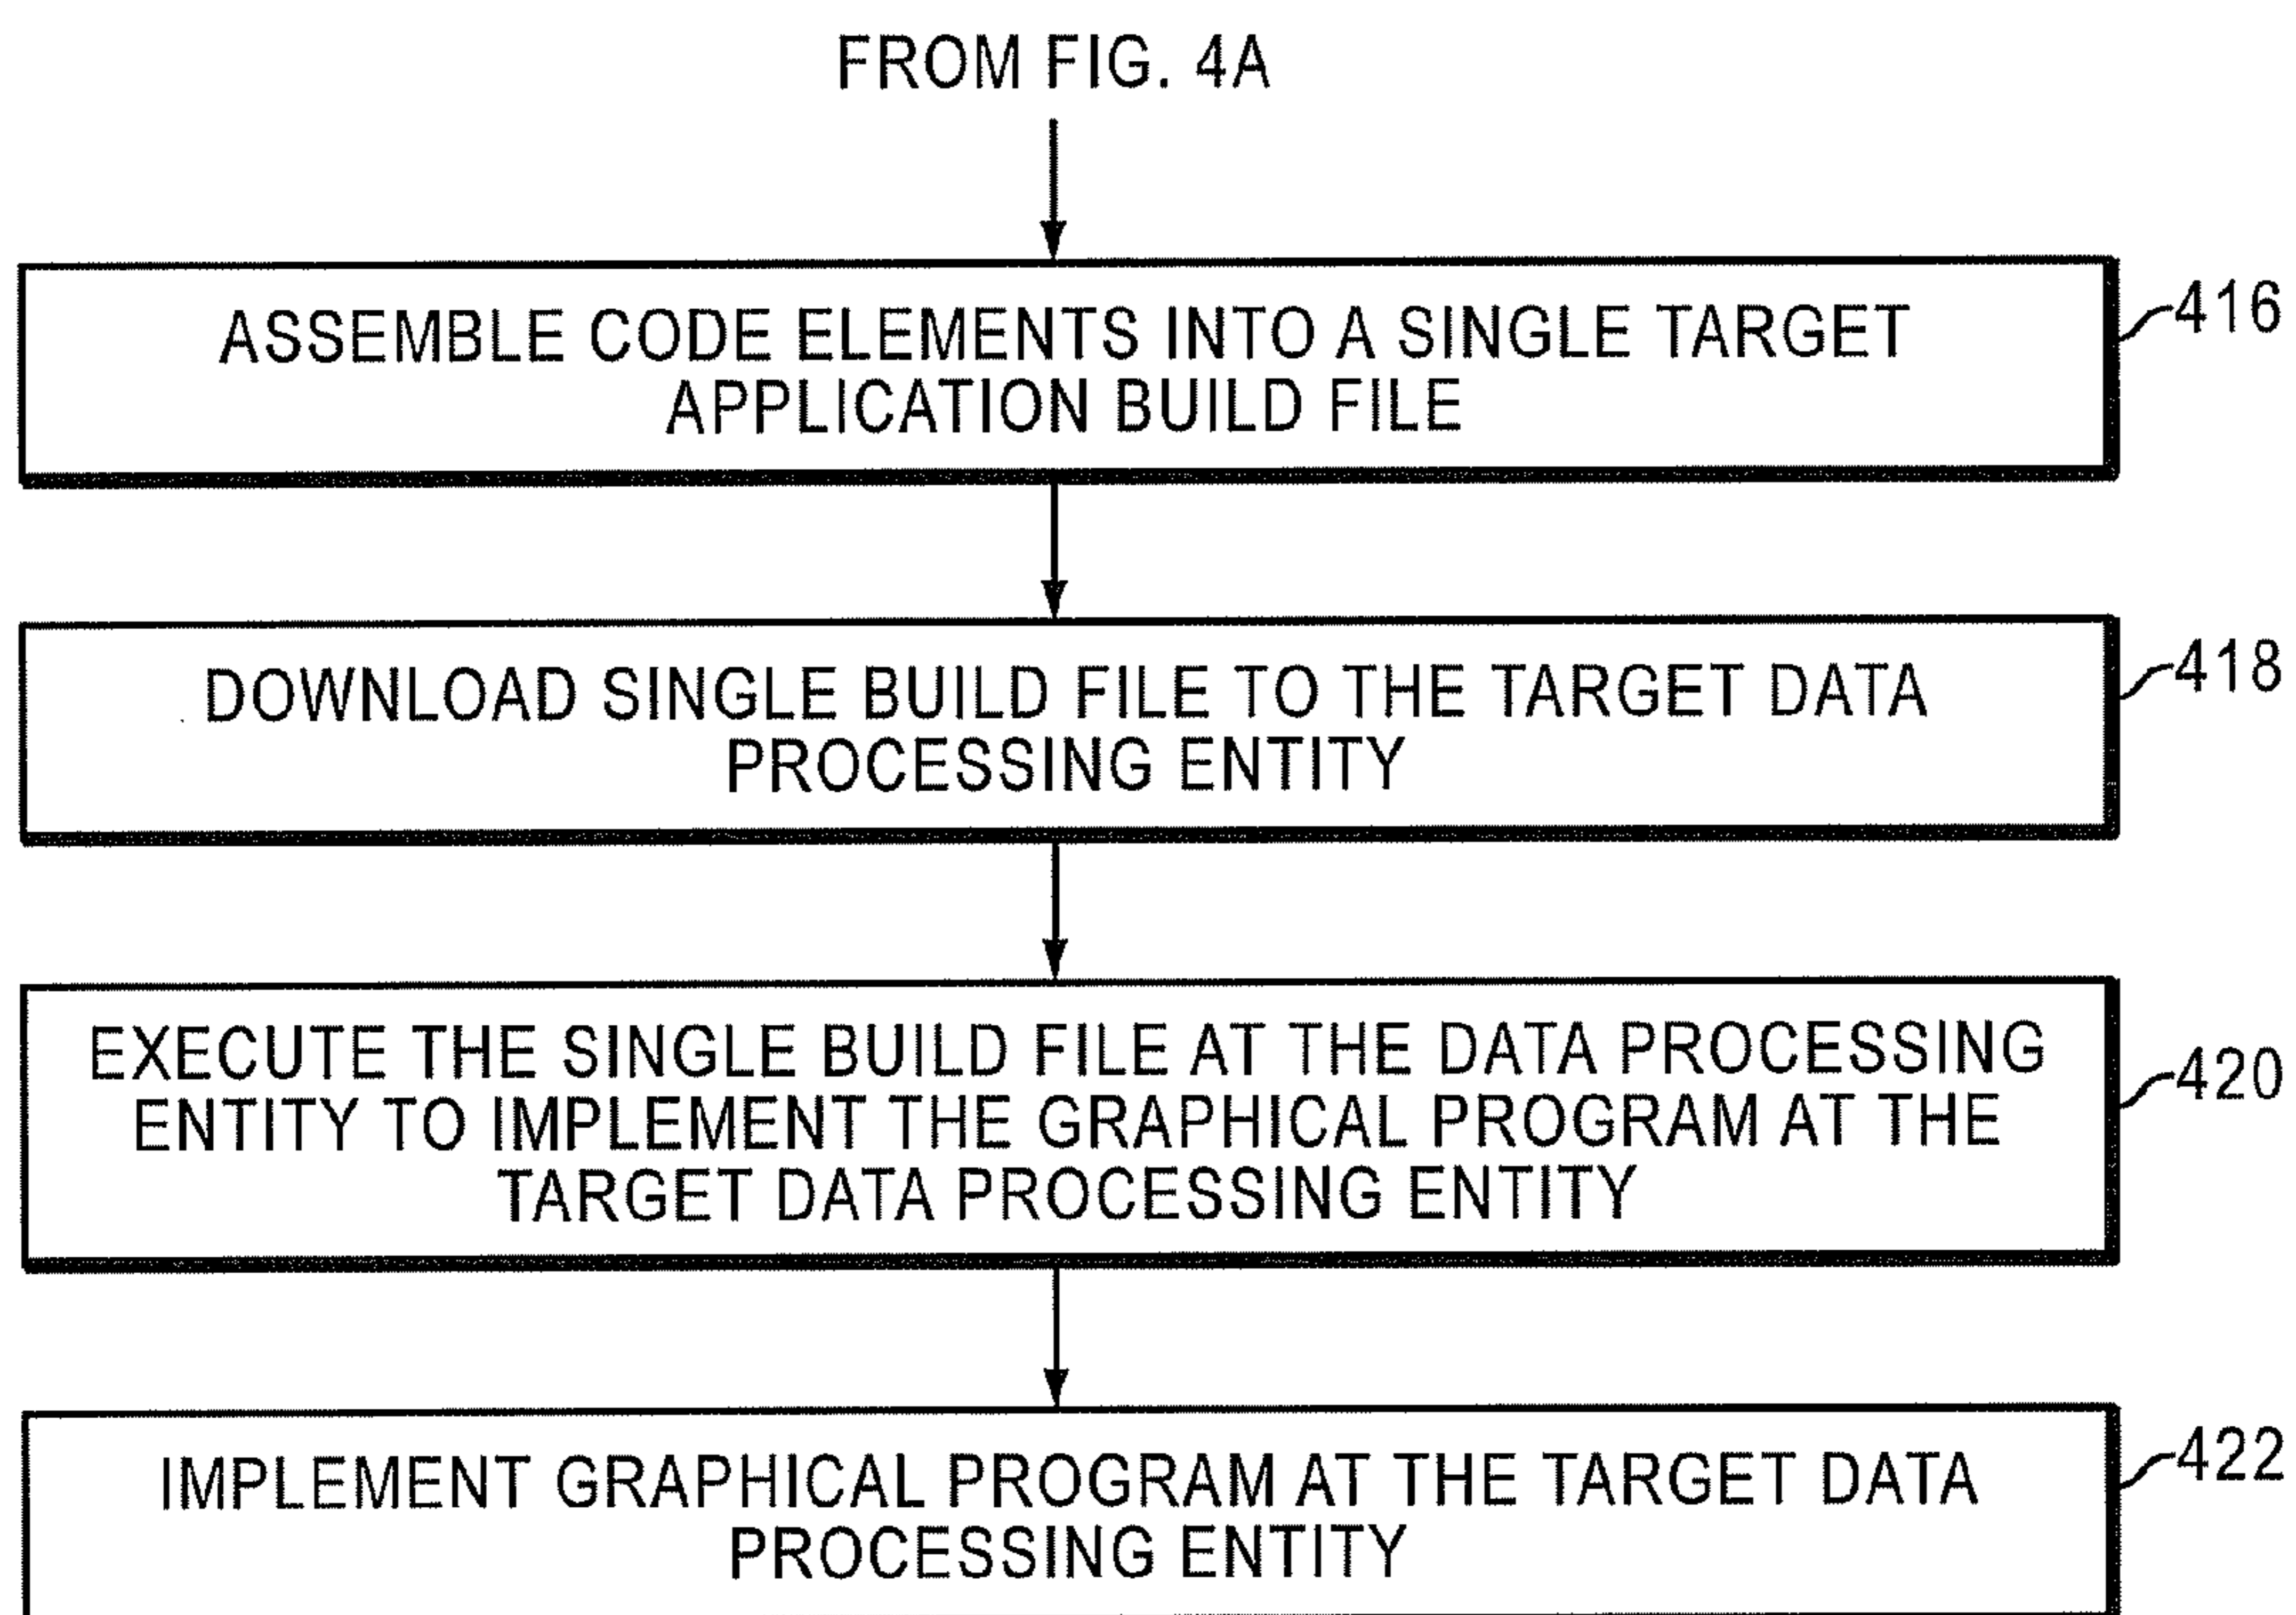 FROM FIG. 4A
ASSEMBLE CODE ELEMENTS INTO A SINGLE TARGET
APPLICATION BUILD FILE
416
DOWNLOAD SINGLE BUILD FILE TO THE TARGET DATA
PROCESSING ENTITY
418
EXECUTE THE SINGLE BUILD FILE AT THE DATA PROCESSING
ENTITY TO IMPLEMENT THE GRAPHICAL PROGRAM AT THE
TARGET DATA PROCESSING ENTITY
420
IMPLEMENT GRAPHICAL PROGRAM AT THE TARGET DATA
PROCESSING ENTITY
422